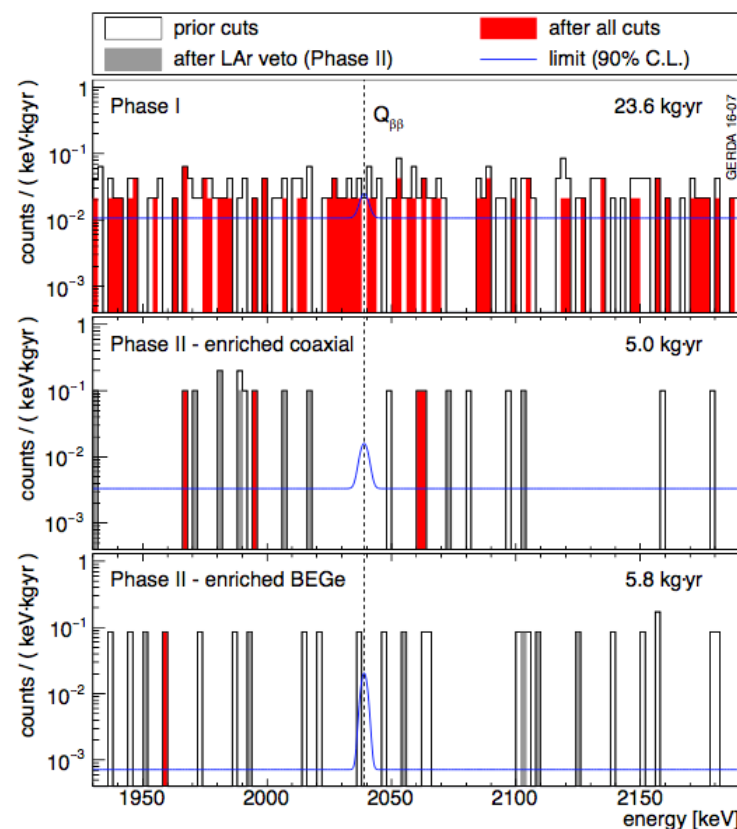 prior cuts
after all cuts
after LAr veto (Phase II)
limit (90% C.L.)
Phase I
23.6 kg·yr
Qββ
GERDA 16-07
counts / ( keV·kg·yr)
1
10⁻¹
10⁻²
10⁻³
Phase II - enriched coaxial
5.0 kg·yr
counts / ( keV·kg·yr)
1
10⁻¹
10⁻²
10⁻³
Phase II - enriched BEGe
5.8 kg·yr
counts / ( keV·kg·yr)
1
10⁻¹
10⁻²
10⁻³
1950
2000
2050
2100
2150
energy [keV]